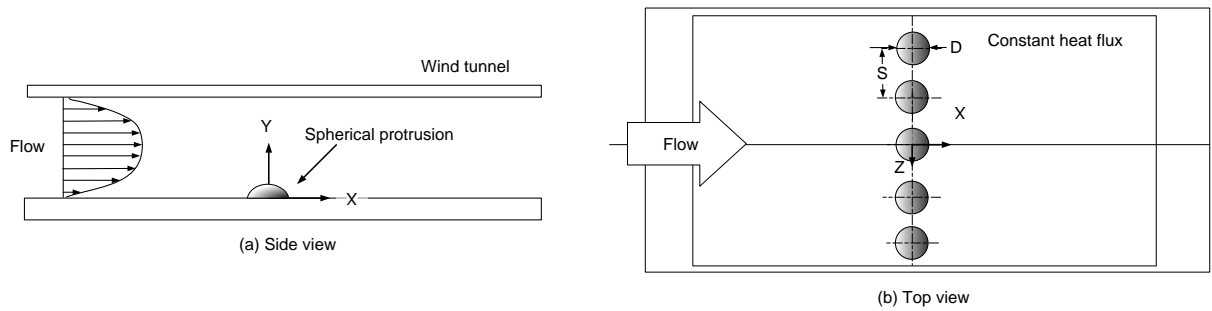 Wind tunnel
Flow
Y
Spherical protrusion
X
(a) Side view
Constant heat flux
D
S
X
Flow
Z
(b) Top view